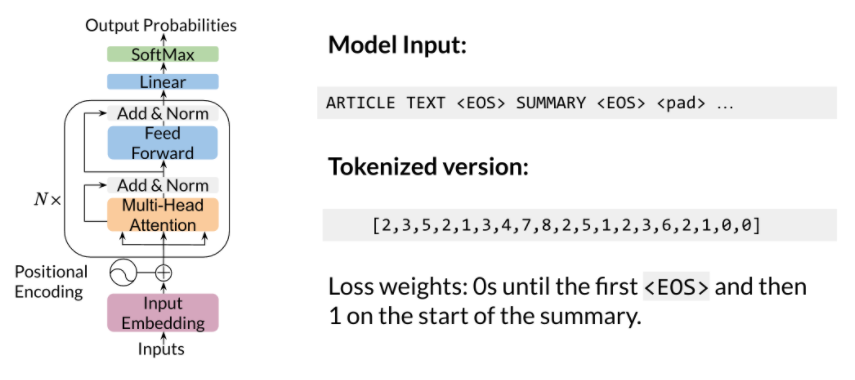 Output Probabilities
SoftMax
Linear
Add & Norm
Feed
Forward
Add & Norm
Multi-Head
Attention
N×
Positional
Encoding
Input
Embedding
Inputs
Model Input:
ARTICLE TEXT <EOS> SUMMARY <EOS> <pad> …
Tokenized version:
[2,3,5,2,1,3,4,7,8,2,5,1,2,3,6,2,1,0,0]
Loss weights: 0s until the first <EOS> and then
1 on the start of the summary.